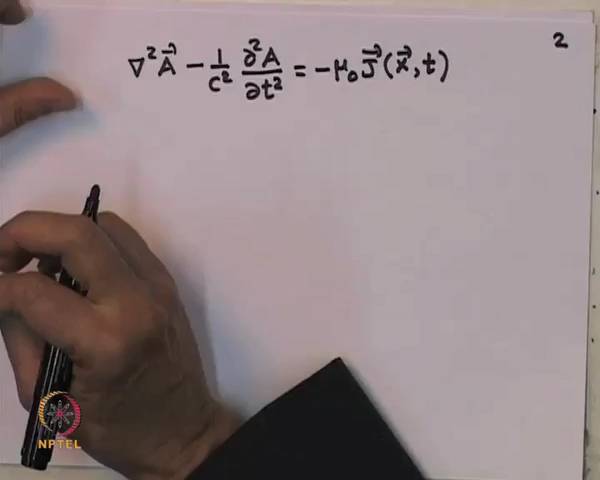 2
∇²A⃗ − 1/c² ∂²A/∂t² = −μ₀J⃗(x⃗,t)
NPTEL